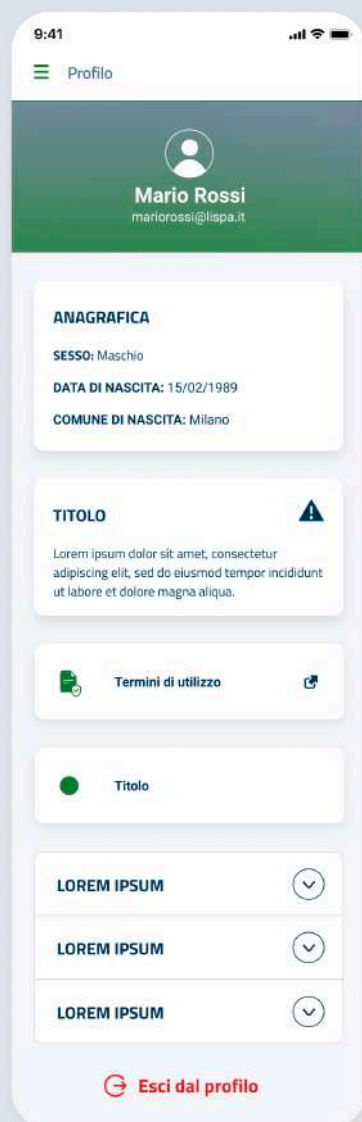 9:41
Profilo
Mario Rossi
mariorossi@lispa.it
ANAGRAFICA
SESSO: Maschio
DATA DI NASCITA: 15/02/1989
COMUNE DI NASCITA: Milano
TITOLO
Lorem ipsum dolor sit amet, consectetur
adipiscing elit, sed do eiusmod tempor incididunt
ut labore et dolore magna aliqua.
Termini di utilizzo
Titolo
LOREM IPSUM
LOREM IPSUM
LOREM IPSUM
Esci dal profilo